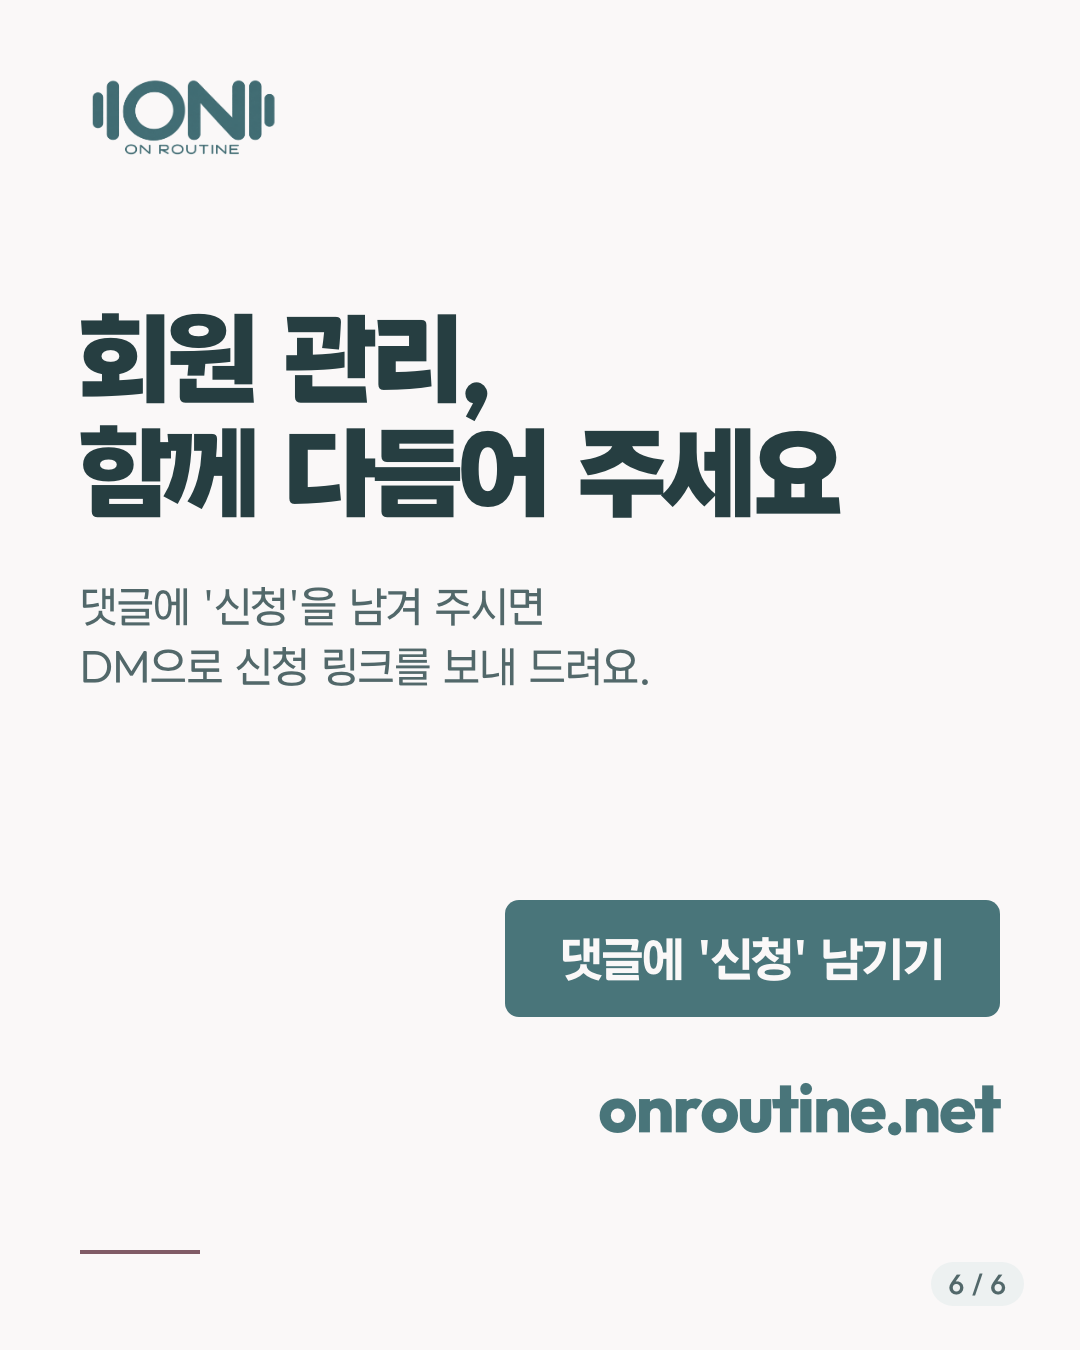 ION
ON ROUTINE
회원 관리,
함께 다듬어 주세요
댓글에 '신청'을 남겨 주시면
DM으로 신청 링크를 보내 드려요.
댓글에 '신청' 남기기
onroutine.net
6 / 6